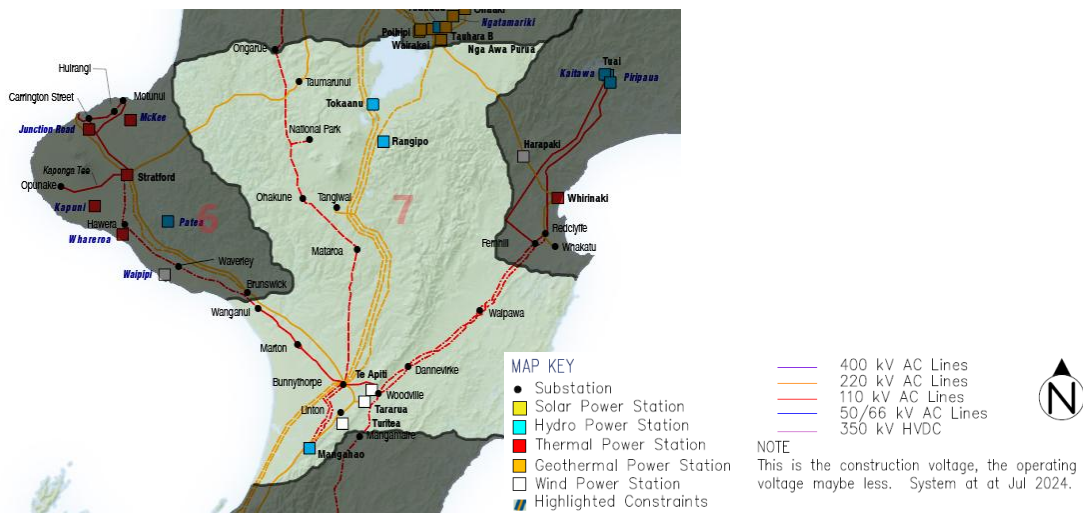 Ongarue
Taumarunui
Tokaanu
National Park
Rangipo
Ohakune
Tangiwai
7
Mataroa
Poihipi
Wairakei
Ngatamariki
Tauhara B
Nga Awa Purua
Tuai
Kaitawa
Piripaua
Harapaki
Whirinaki
Redclyffe
Fernhill
Whakatu
Huirangi
Carrington Street
Motunui
Junction Road
McKee
Kaponga Tee
Stratford
Opunake
Kapuni
6
Patea
Hawera
Whareroa
Waverley
Waipipi
Brunswick
Wanganui
Marton
Waipawa
Dannevirke
Bunnythorpe
Te Apiti
Woodville
Linton
Tararua
Turitea
Mangamaire
Mangahao
MAP KEY
Substation
Solar Power Station
Hydro Power Station
Thermal Power Station
Geothermal Power Station
Wind Power Station
Highlighted Constraints
400 kV AC Lines
220 kV AC Lines
110 kV AC Lines
50/66 kV AC Lines
350 kV HVDC
NOTE
This is the construction voltage, the operating
voltage maybe less. System at at Jul 2024.
N